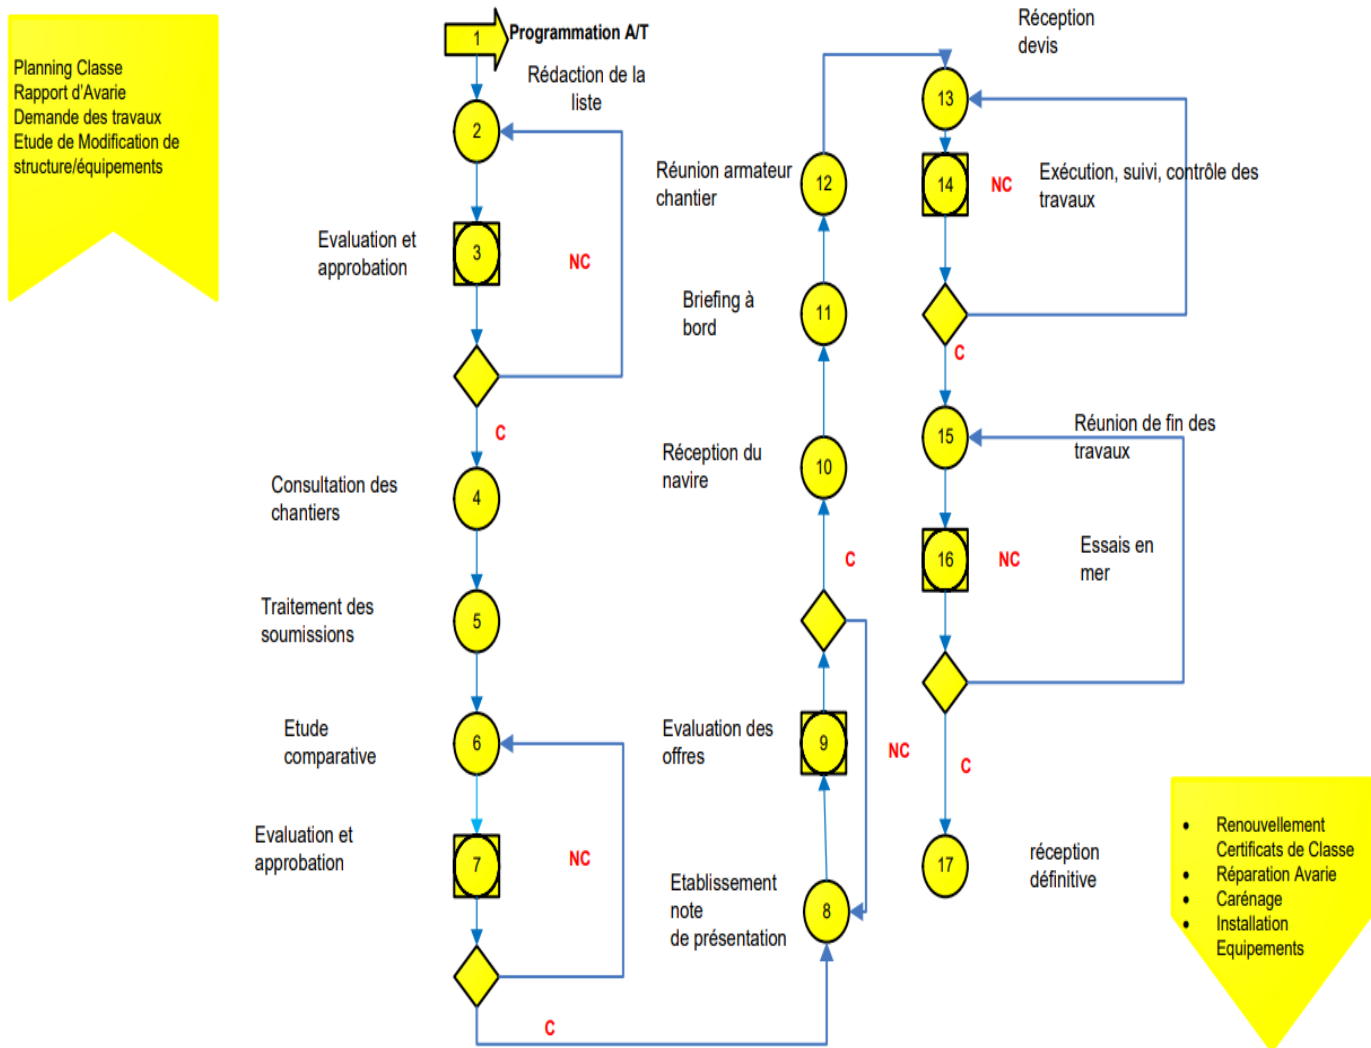 Planning Classe
Rapport d'Avarie
Demande des travaux
Etude de Modification de
structure/équipements
1
Programmation A/T
Rédaction de la
liste
2
Evaluation et
approbation
3
NC
C
Consultation des
chantiers
4
Traitement des
soumissions
5
Etude
comparative
6
Evaluation et
approbation
7
NC
C
Etablissement
note
de présentation
8
Evaluation des
offres
9
NC
C
Réception du
navire
10
Briefing à
bord
11
Réunion armateur
chantier
12
Réception
devis
13
14
NC
Exécution, suivi, contrôle des
travaux
C
15
Réunion de fin des
travaux
16
NC
Essais en
mer
C
17
réception
définitive
• Renouvellement
Certificats de Classe
• Réparation Avarie
• Carénage
• Installation
Equipements